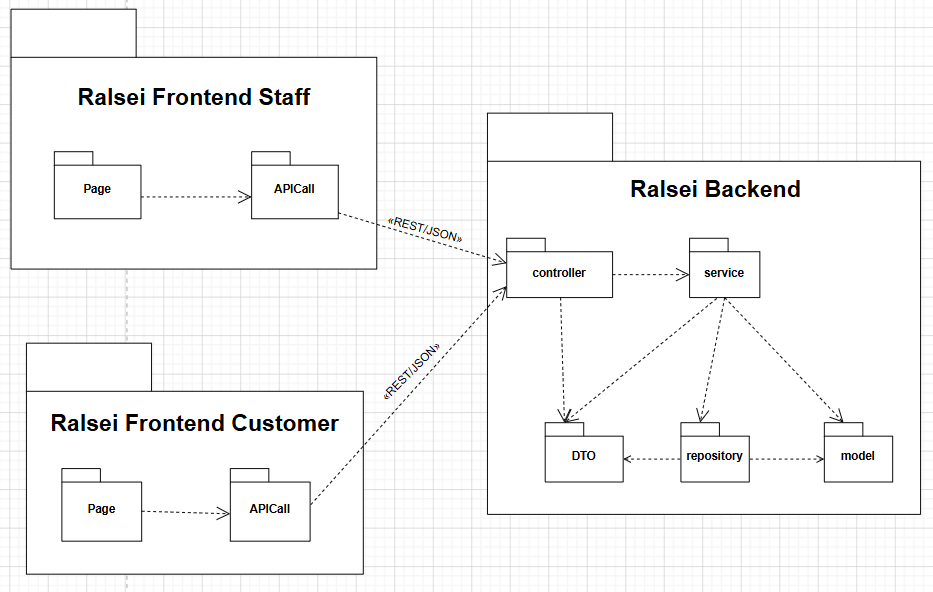 Ralsei Frontend Staff
Page
APICall
«REST/JSON»
Ralsei Backend
controller
service
DTO
repository
model
Ralsei Frontend Customer
«REST/JSON»
Page
APICall